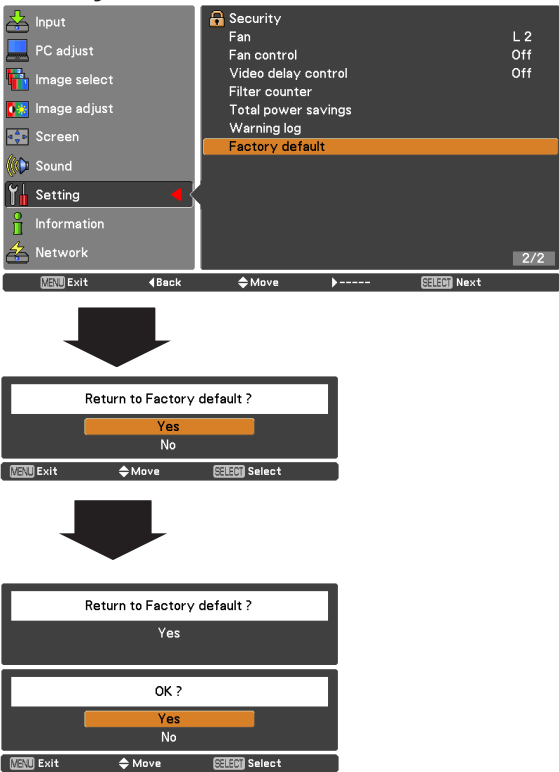 Input
PC adjust
Image select
Image adjust
Screen
Sound
Setting
Information
Network
Security
Fan L 2
Fan control Off
Video delay control Off
Filter counter
Total power savings
Warning log
Factory default
2/2
MENU Exit Back Move ----- SELECT Next
Return to Factory default ?
Yes
No
MENU Exit Move SELECT Select
Return to Factory default ?
Yes
OK ?
Yes
No
MENU Exit Move SELECT Select